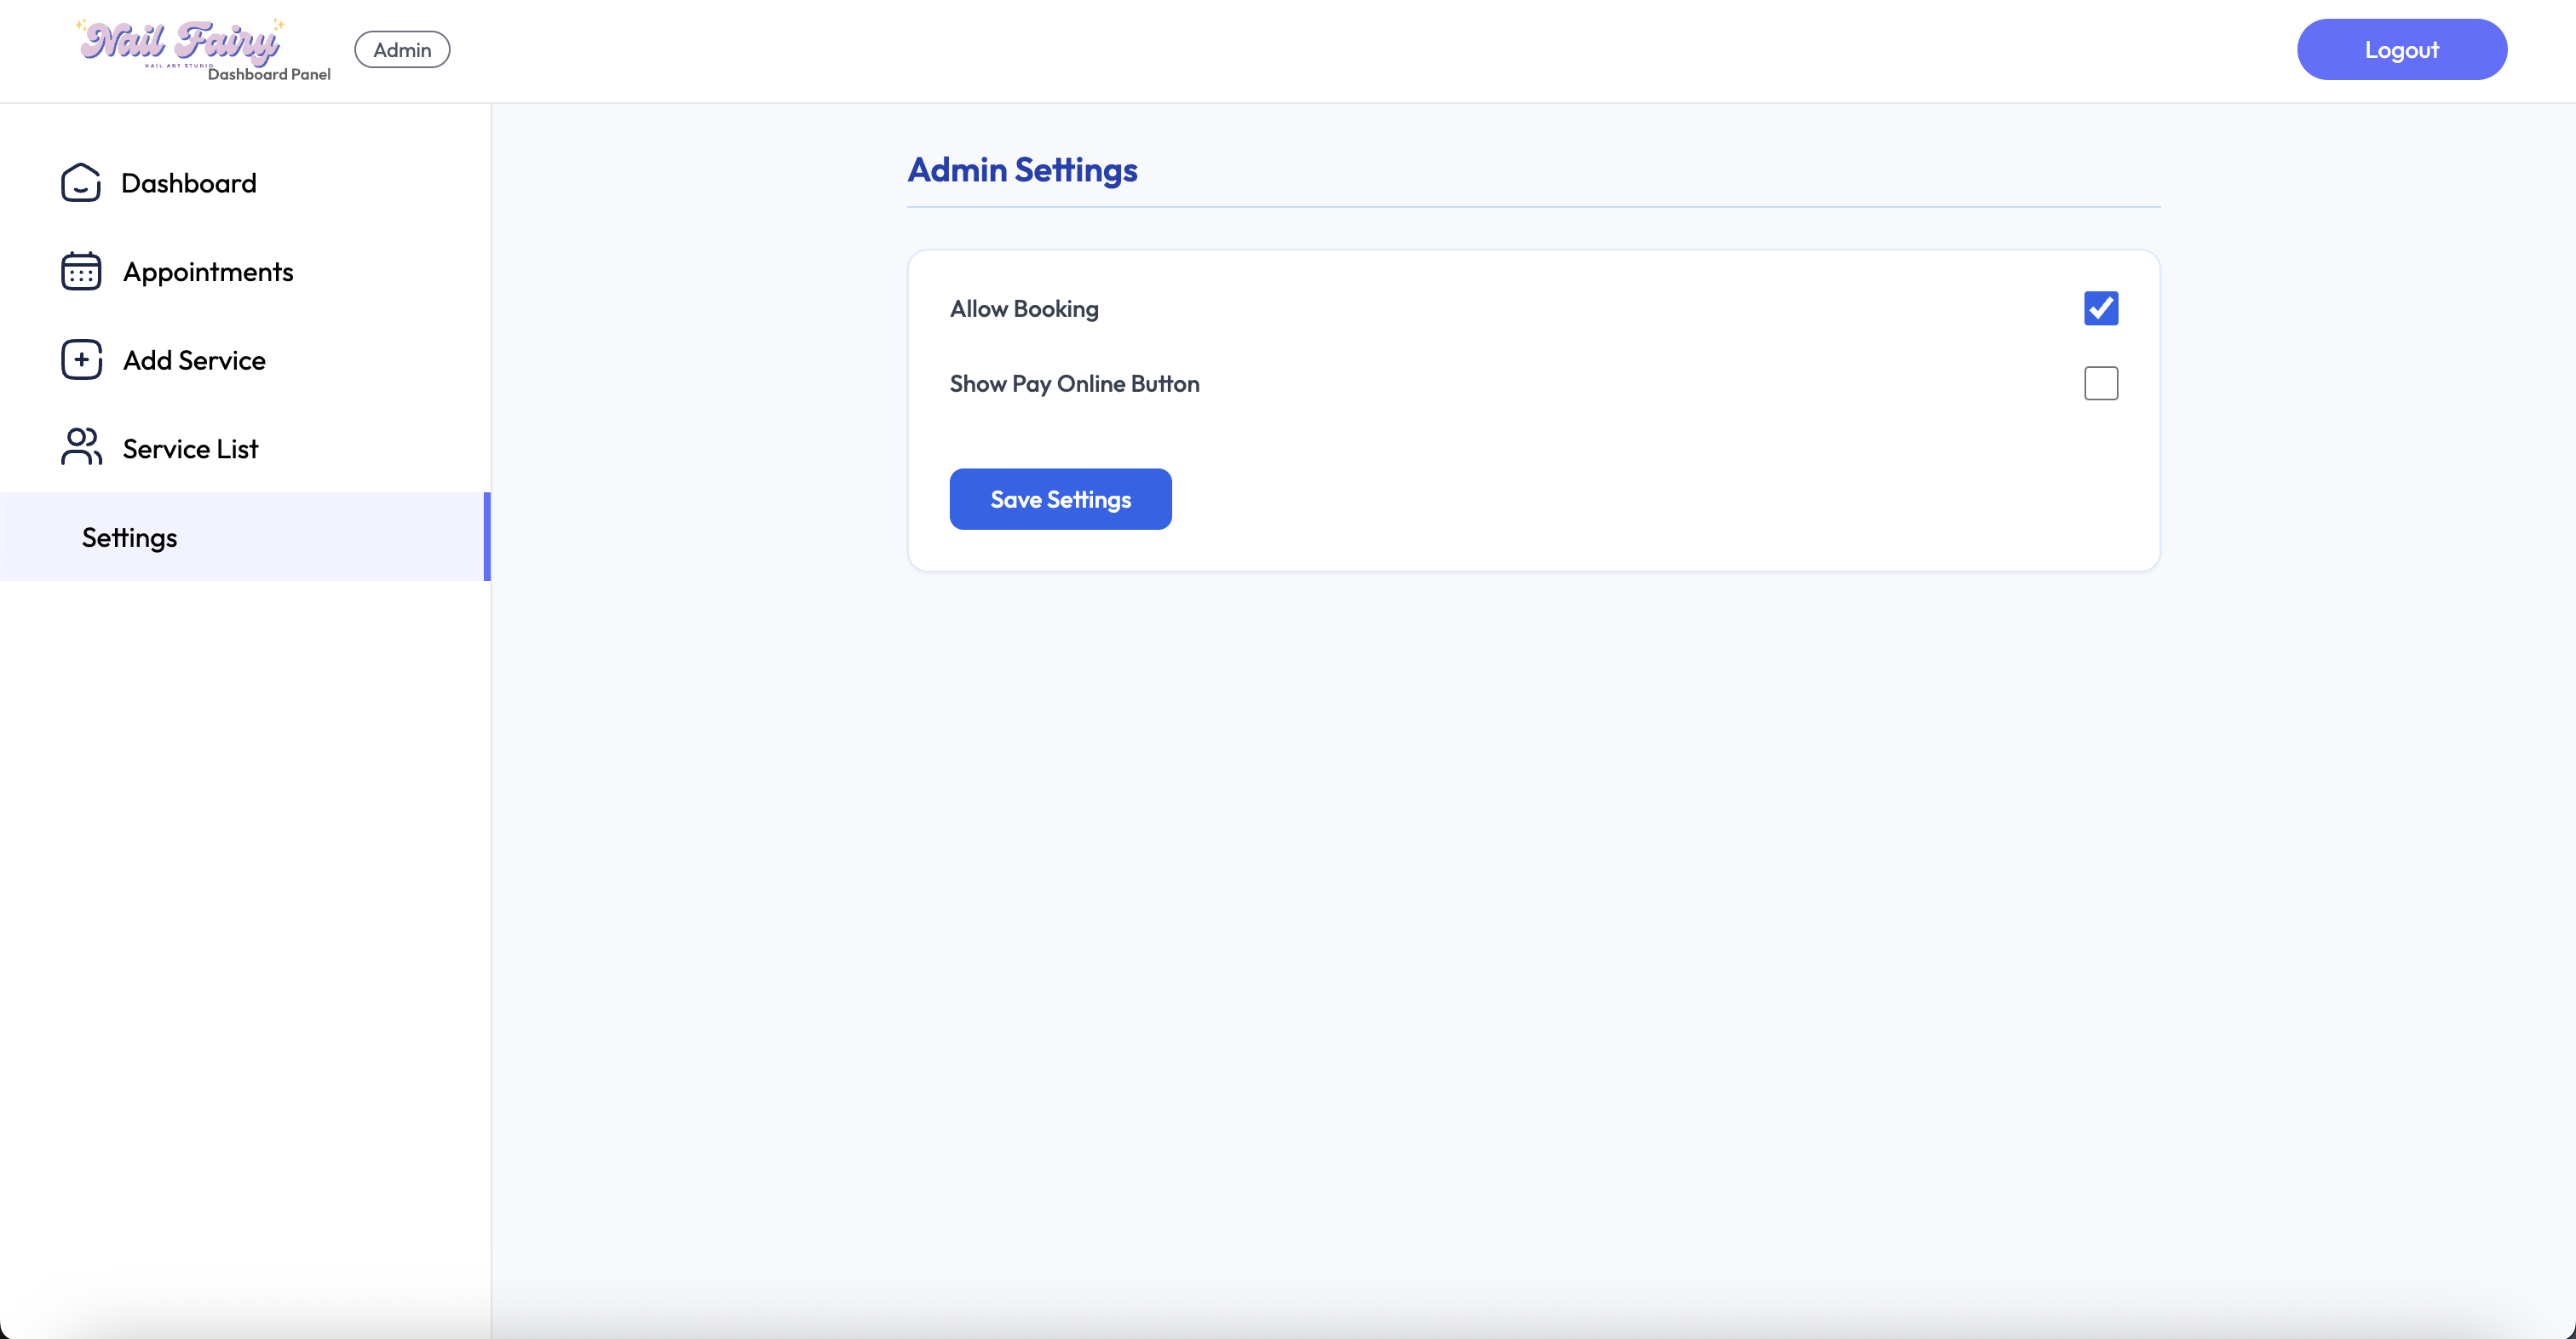 Nail Fairy
NAIL ART STUDIO
Dashboard Panel
Admin
Logout
Dashboard
Appointments
Add Service
Service List
Settings
Admin Settings
Allow Booking
Show Pay Online Button
Save Settings